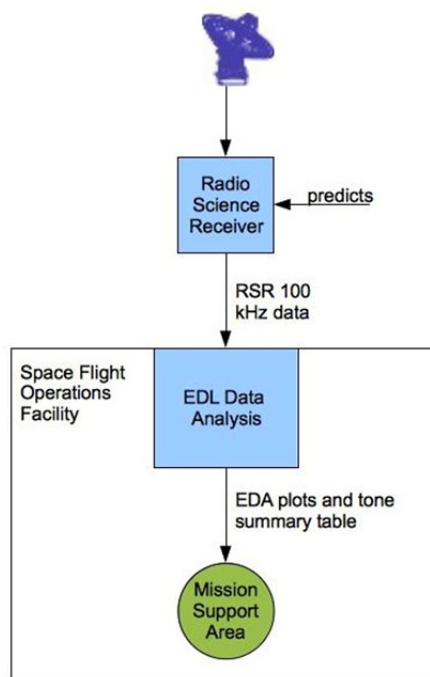 Radio
Science
Receiver
predicts
RSR 100
kHz data
Space Flight
Operations
Facility
EDL Data
Analysis
EDA plots and tone
summary table
Mission
Support
Area